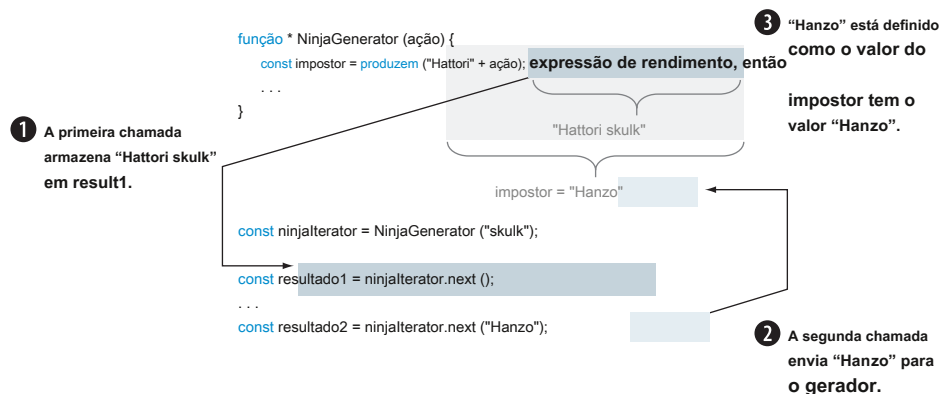 função * NinjaGenerator (ação) {
const impostor = produzem ("Hattori" + ação); expressão de rendimento, então
. . .
}
"Hattori skulk"
impostor = "Hanzo"
1 A primeira chamada
armazena “Hattori skulk”
em result1.
3 “Hanzo” está definido
como o valor do
impostor tem o
valor “Hanzo”.
const ninjaIterator = NinjaGenerator ("skulk");
const resultado1 = ninjaIterator.next ();
. . .
const resultado2 = ninjaIterator.next ("Hanzo");
2 A segunda chamada
envia “Hanzo” para
o gerador.